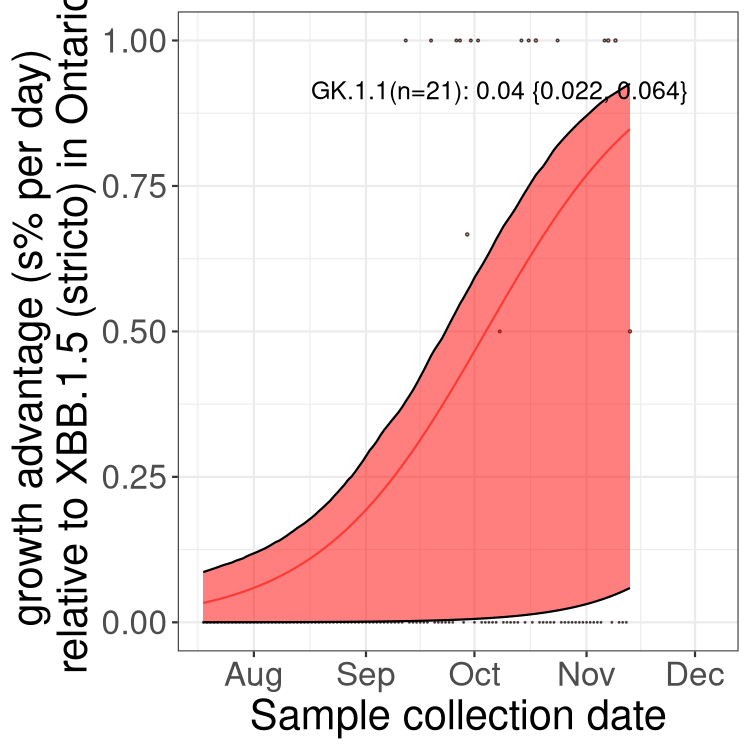 growth advantage (s% per day)
relative to XBB.1.5 (stricto) in Ontario
1.00
0.75
0.50
0.25
0.00
GK.1.1(n=21): 0.04 {0.022, 0.064}
Aug Sep Oct Nov Dec
Sample collection date